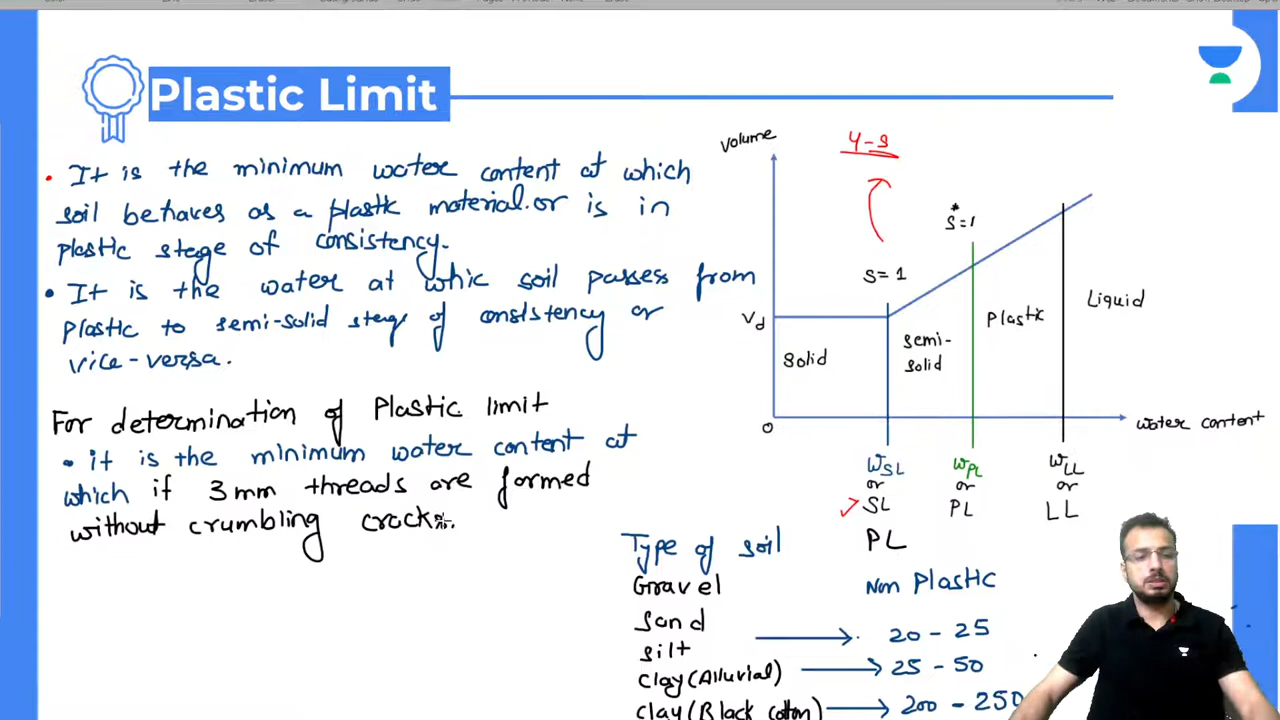 Plastic Limit
• It is the minimum water content at which
soil behaves as a plastic material or is in
plastic stage of consistency.
• It is the water at whic soil passes from
plastic to semi-solid stage of consistency or
vice-versa.
For determination of Plastic limit
• it is the minimum water content at
which if 3mm threads are formed
without crumbling
Volume
4-S
S=1
S=1
Vd
Solid
semi-
solid
Plastic
Liquid
0
water content
WSL
or
SL
WPL
or
PL
WLL
or
LL
Type of soil PL
Gravel Non Plastic
Sand
silt 20 - 25
Clay (Alluvial) 25 - 50
Clay (Black cotton) 200 - 250